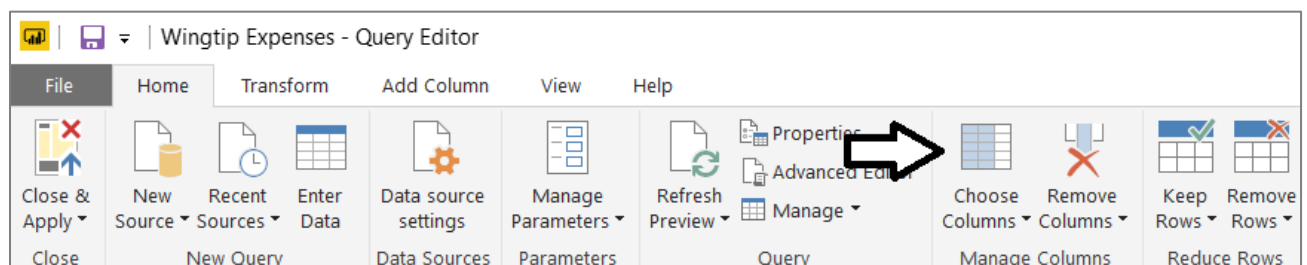 Wingtip Expenses - Query Editor
File Home Transform Add Column View Help
Close & Apply
New Source
Recent Sources
Enter Data
Data source settings
Manage Parameters
Refresh Preview
Properties
Advanced Editor
Manage
Choose Columns
Remove Columns
Keep Rows
Remove Rows
Close New Query Data Sources Parameters Query Manage Columns Reduce Rows